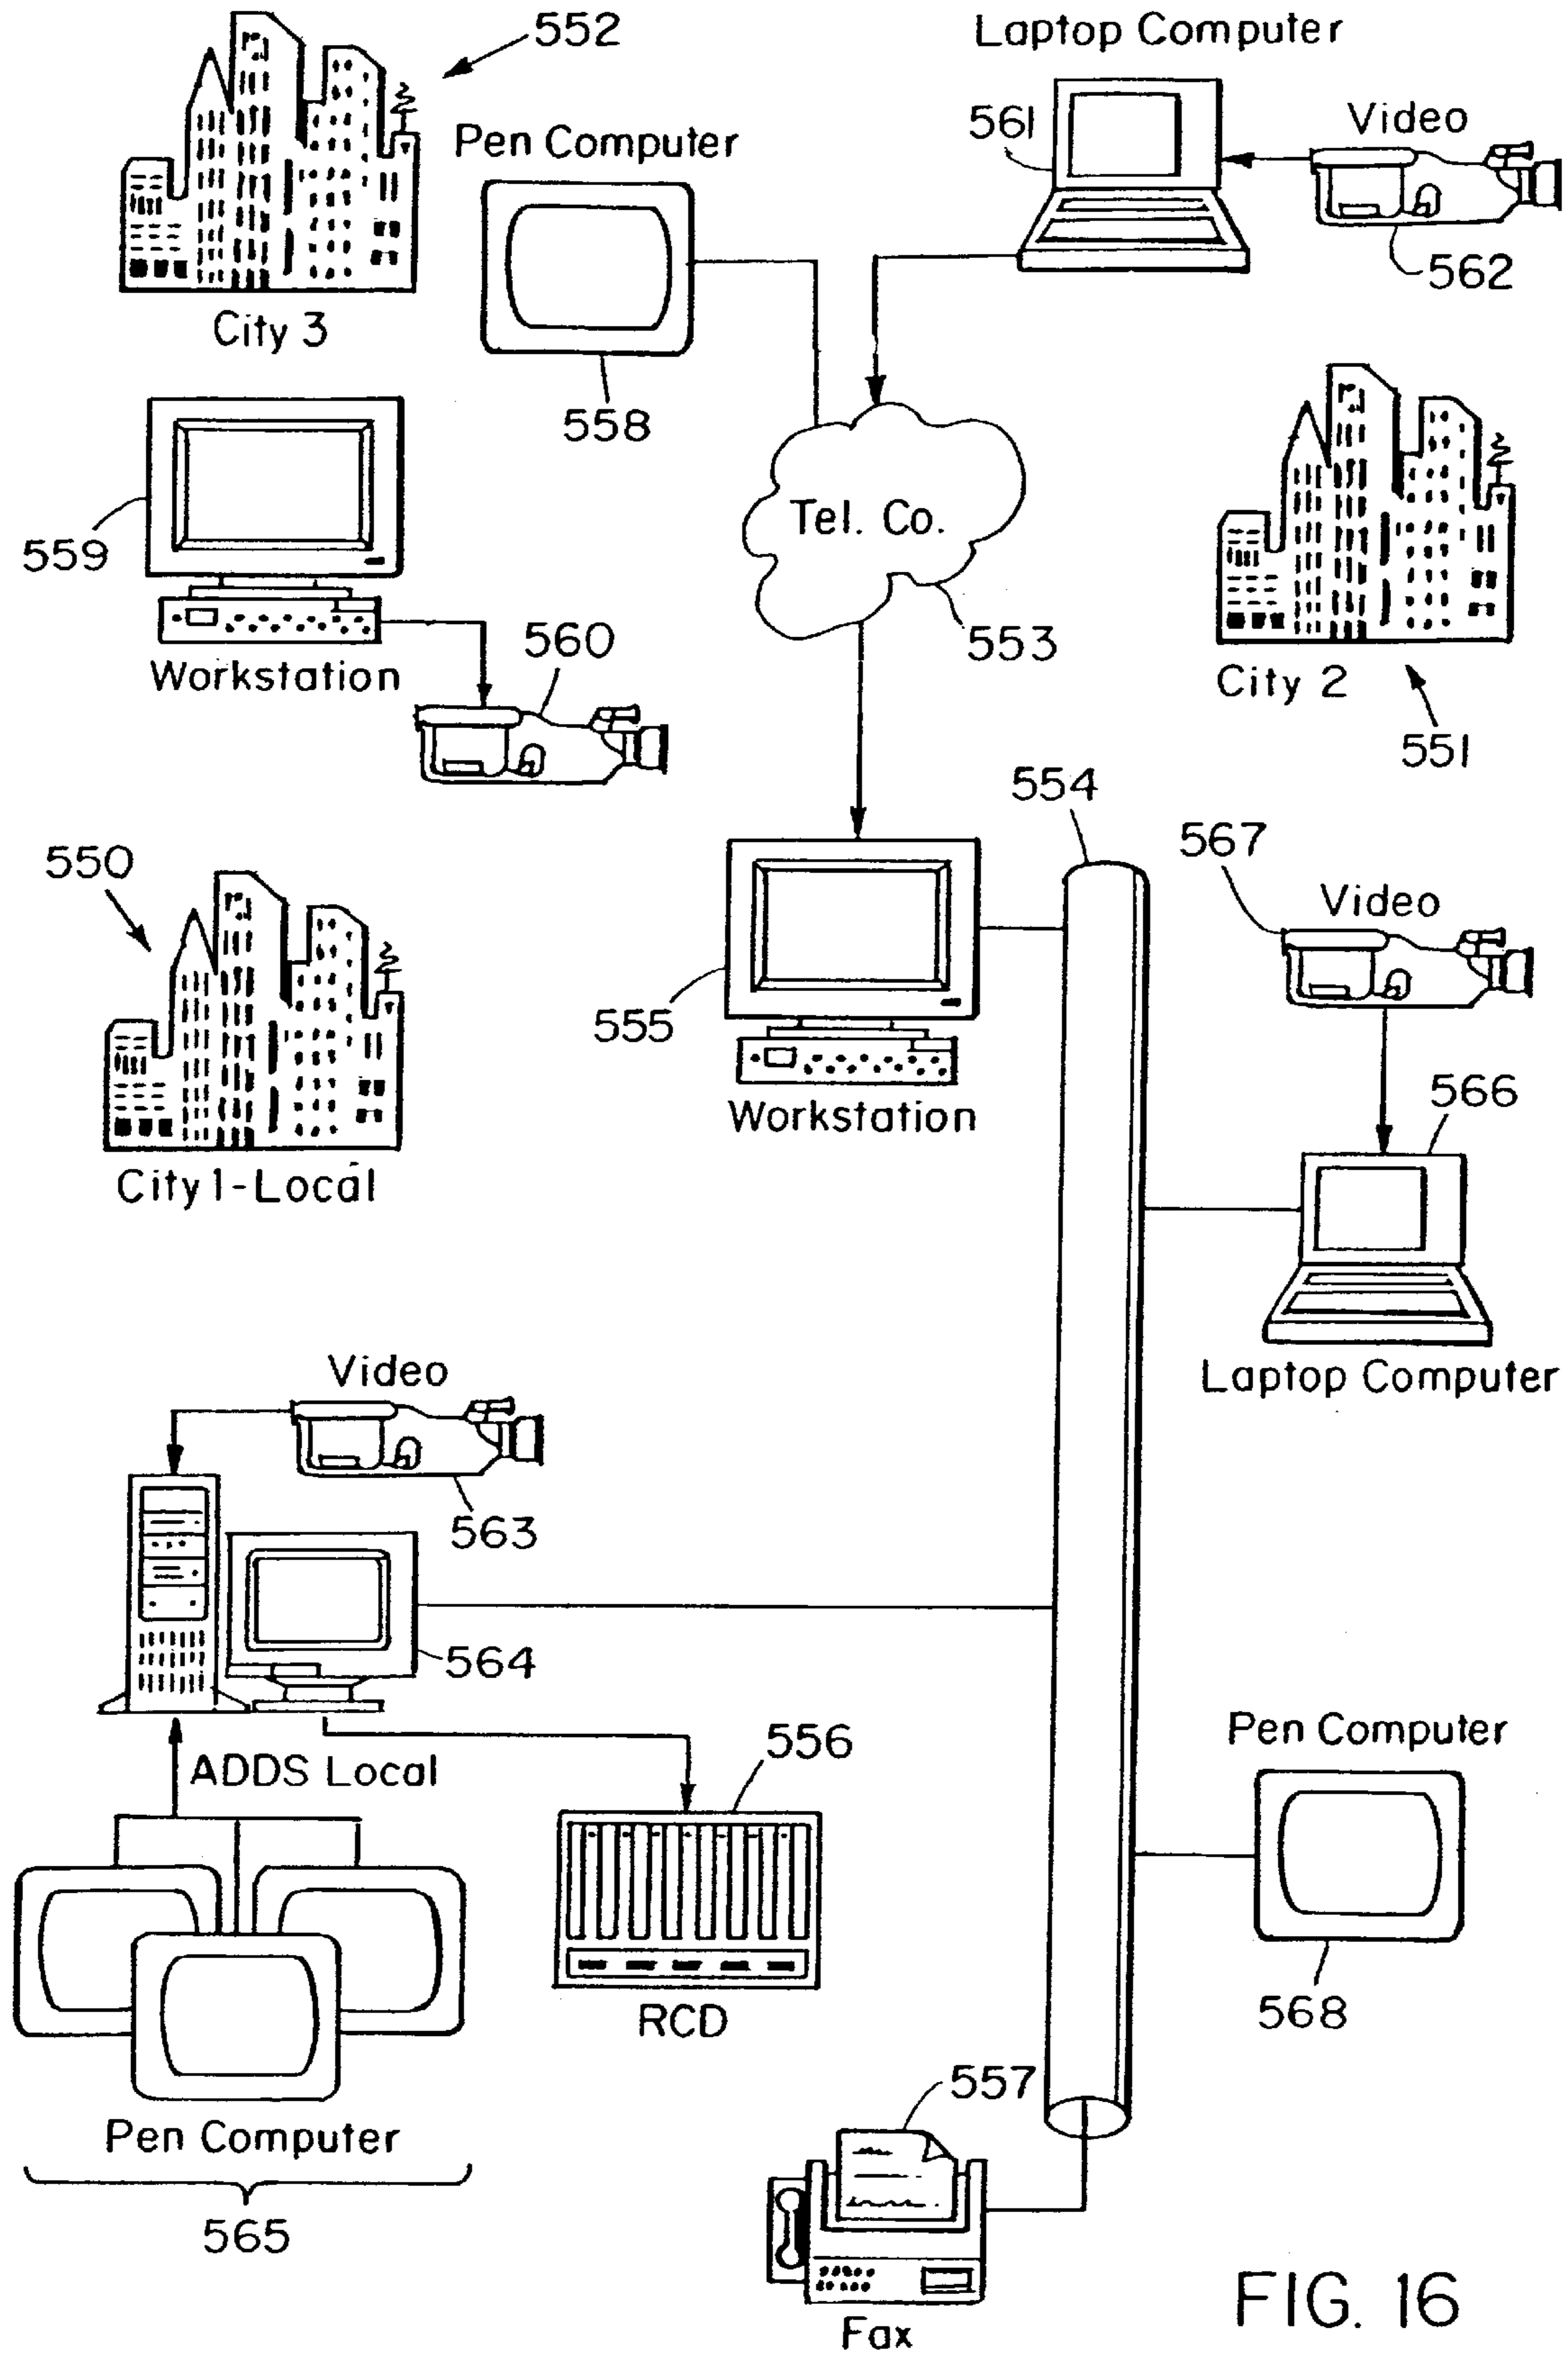 552
Laptop Computer
561
Video
Pen Computer
562
City 3
558
Tel. Co.
559
553
560
Workstation
City 2
551
554
567
550
Video
555
566
Workstation
City 1-Local
Laptop Computer
Video
563
564
Pen Computer
556
ADDS Local
568
RCD
557
Pen Computer
565
FIG. 16
Fax